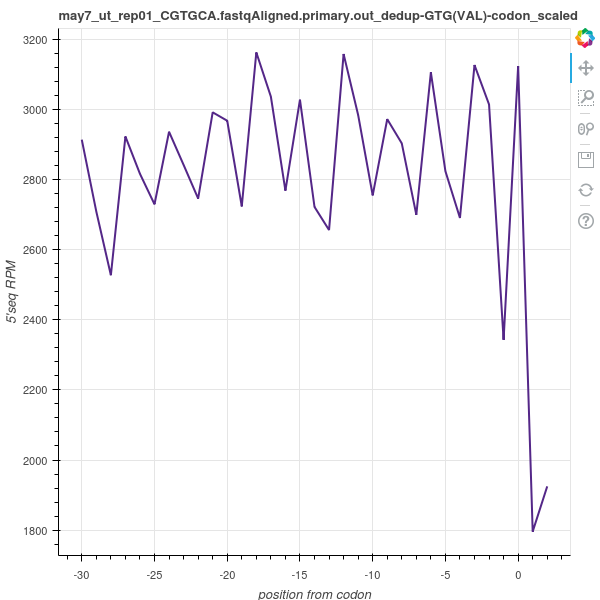 may7_ut_rep01_CGTGCA.fastqAligned.primary.out_dedup-GTG(VAL)-codon_scaled
3200
3000
2800
2600
2400
2200
2000
1800
5'seq RPM
-30 -25 -20 -15 -10 -5 0
position from codon